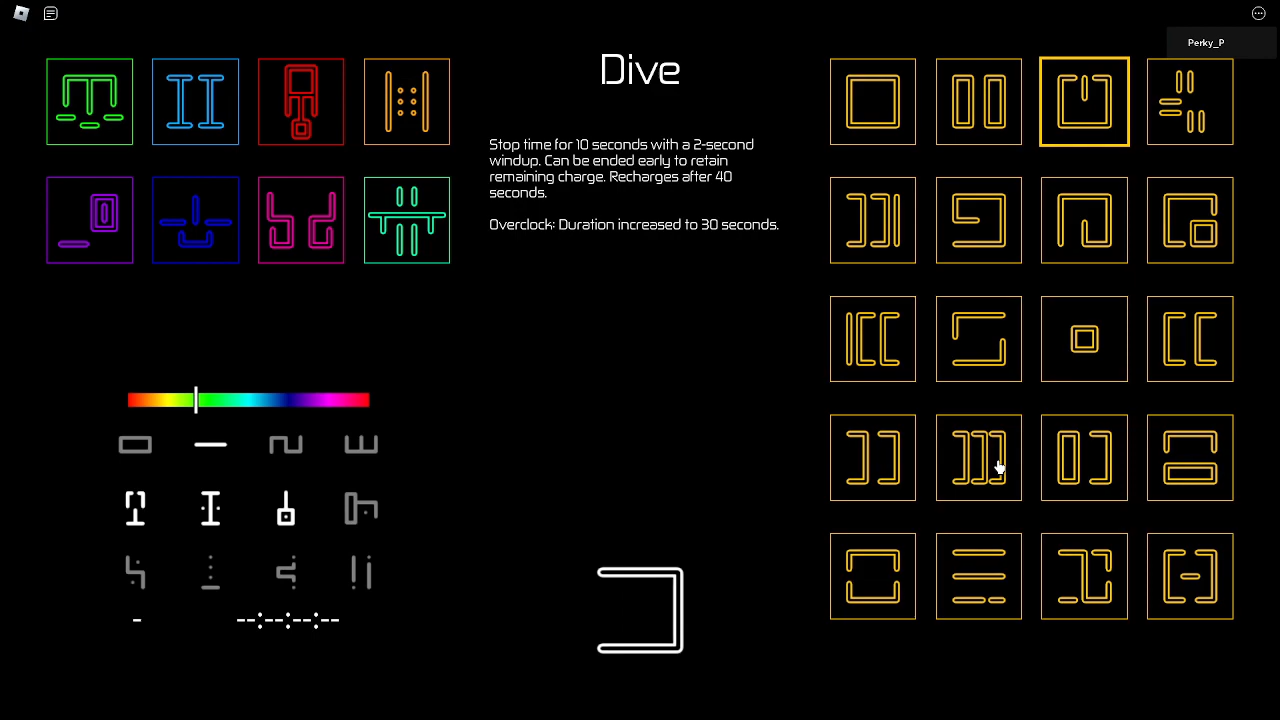 Perky_P
Dive
Stop time for 10 seconds with a 2-second
windup. Can be ended early to retain
remaining charge. Recharges after 40
seconds.
Overclock: Duration increased to 30 seconds.
-
--:--:--:--